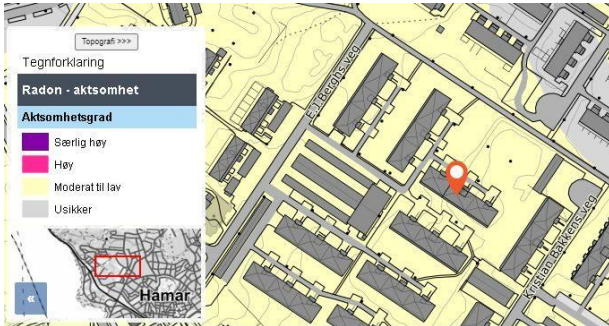 Topografi >>>
Tegnforklaring
Radon - aktsomhet
Aktsomhetsgrad
Særlig høy
Høy
Moderat til lav
Usikker
Hamar
«
E.J.Berghs veg
Kristian Bakkens veg